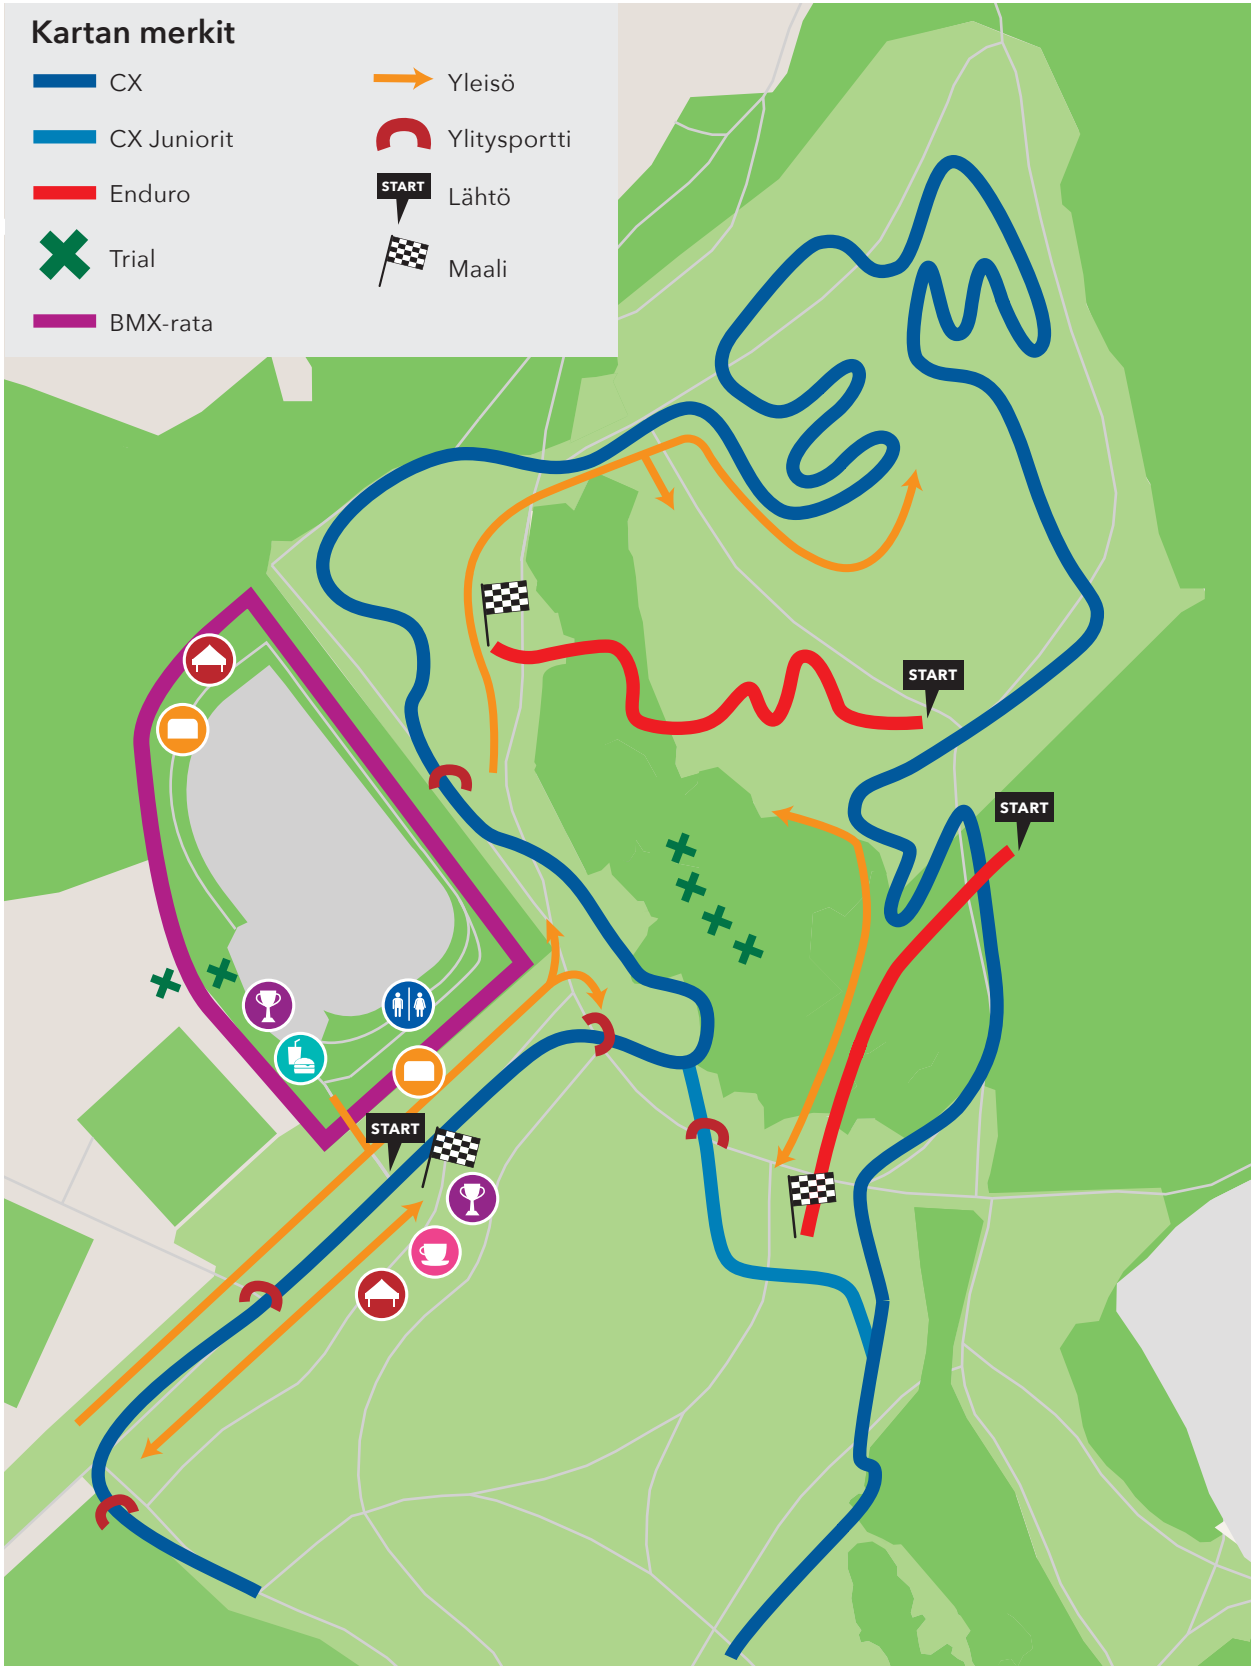 Kartan merkit
CX
CX Juniorit
Enduro
Trial
BMX-rata
Yleisö
Ylitysportti
START
Lähtö
Maali
START
START
START